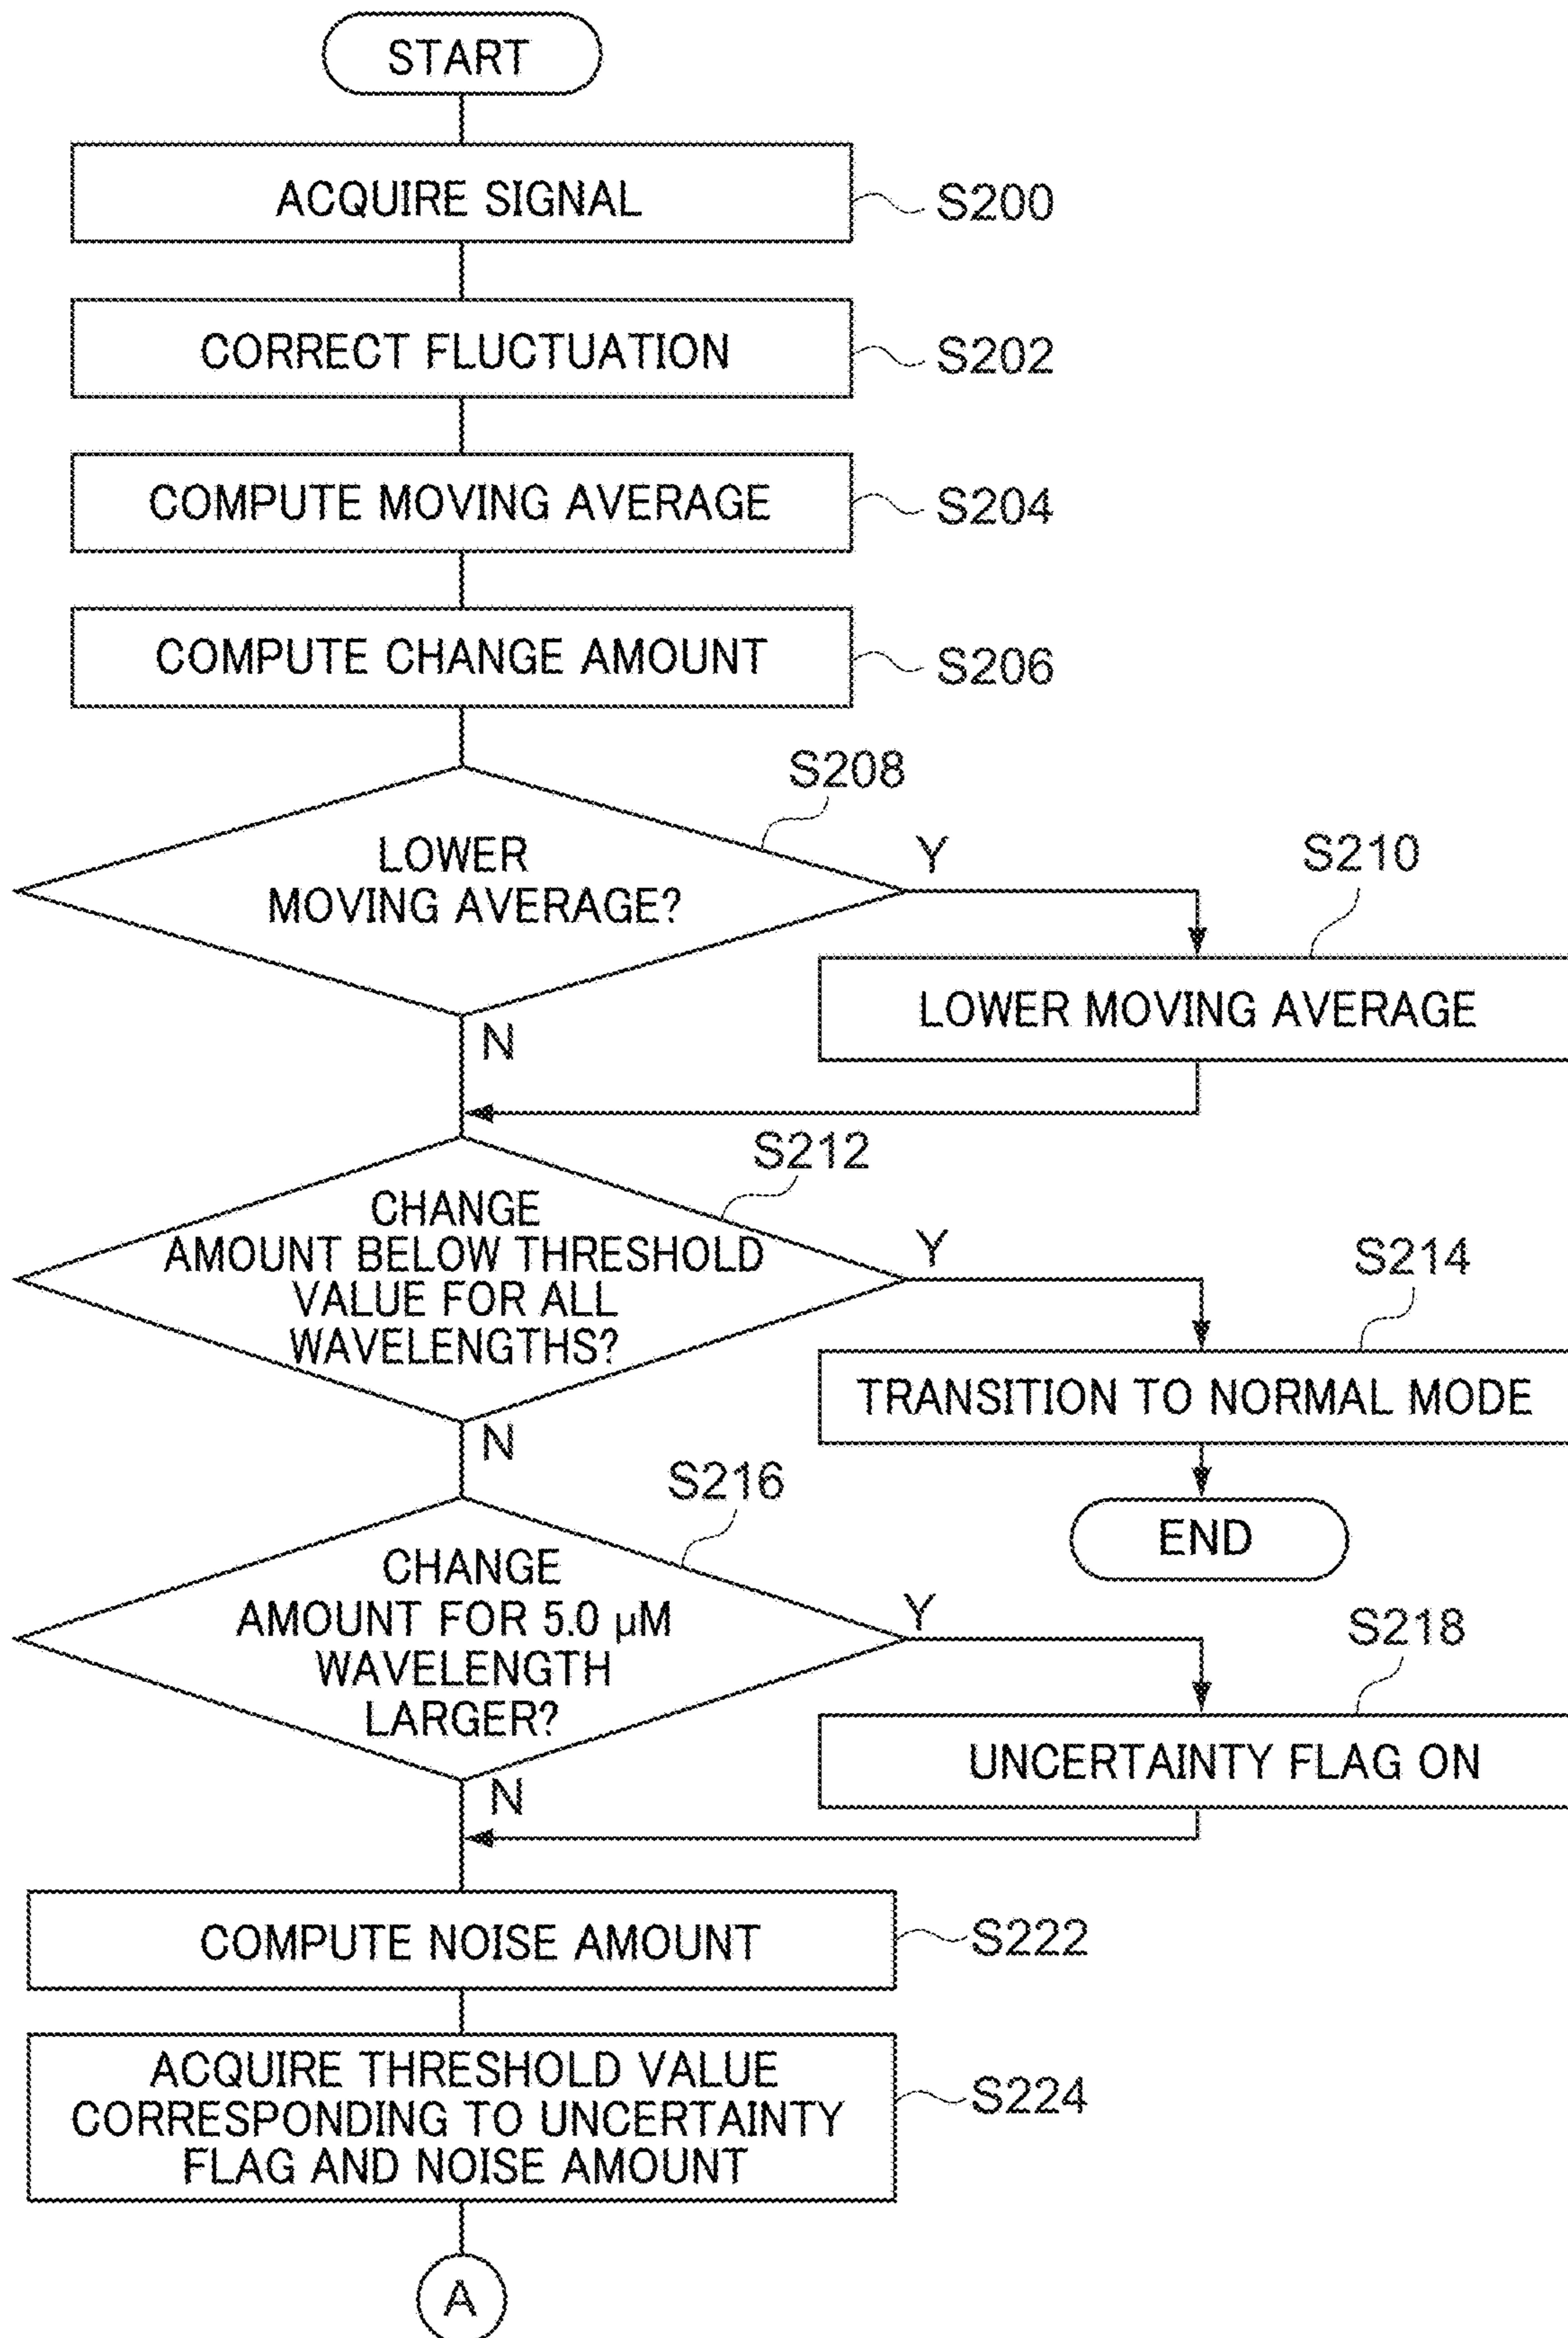 START
ACQUIRE SIGNAL
S200
CORRECT FLUCTUATION
S202
COMPUTE MOVING AVERAGE
S204
COMPUTE CHANGE AMOUNT
S206
S208
LOWER
MOVING AVERAGE?
Y
N
S210
LOWER MOVING AVERAGE
S212
CHANGE
AMOUNT BELOW THRESHOLD
VALUE FOR ALL
WAVELENGTHS?
Y
N
S214
TRANSITION TO NORMAL MODE
END
S216
CHANGE
AMOUNT FOR 5.0 μM
WAVELENGTH
LARGER?
Y
N
S218
UNCERTAINTY FLAG ON
COMPUTE NOISE AMOUNT
S222
ACQUIRE THRESHOLD VALUE
CORRESPONDING TO UNCERTAINTY
FLAG AND NOISE AMOUNT
S224
A